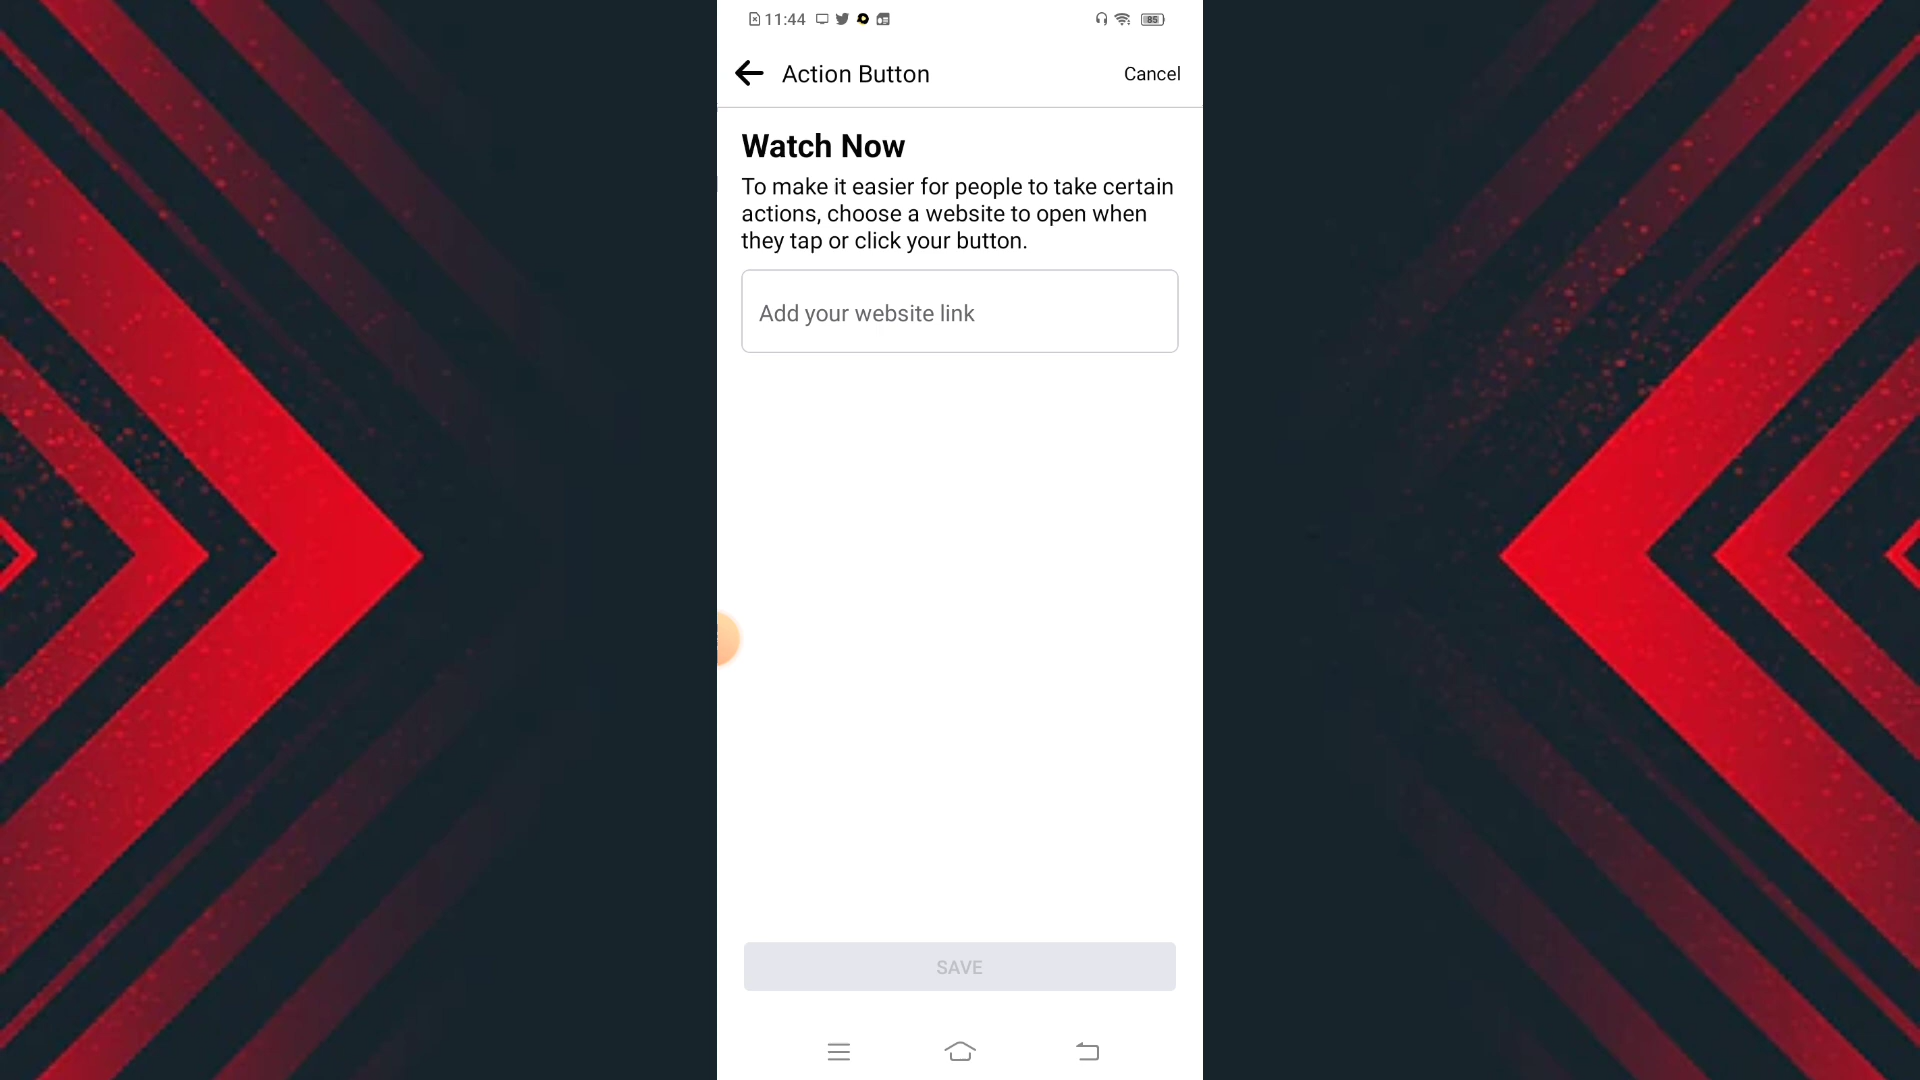 11:44
85
Action Button
Cancel
Watch Now
To make it easier for people to take certain
actions, choose a website to open when
they tap or click your button.
Add your website link
SAVE